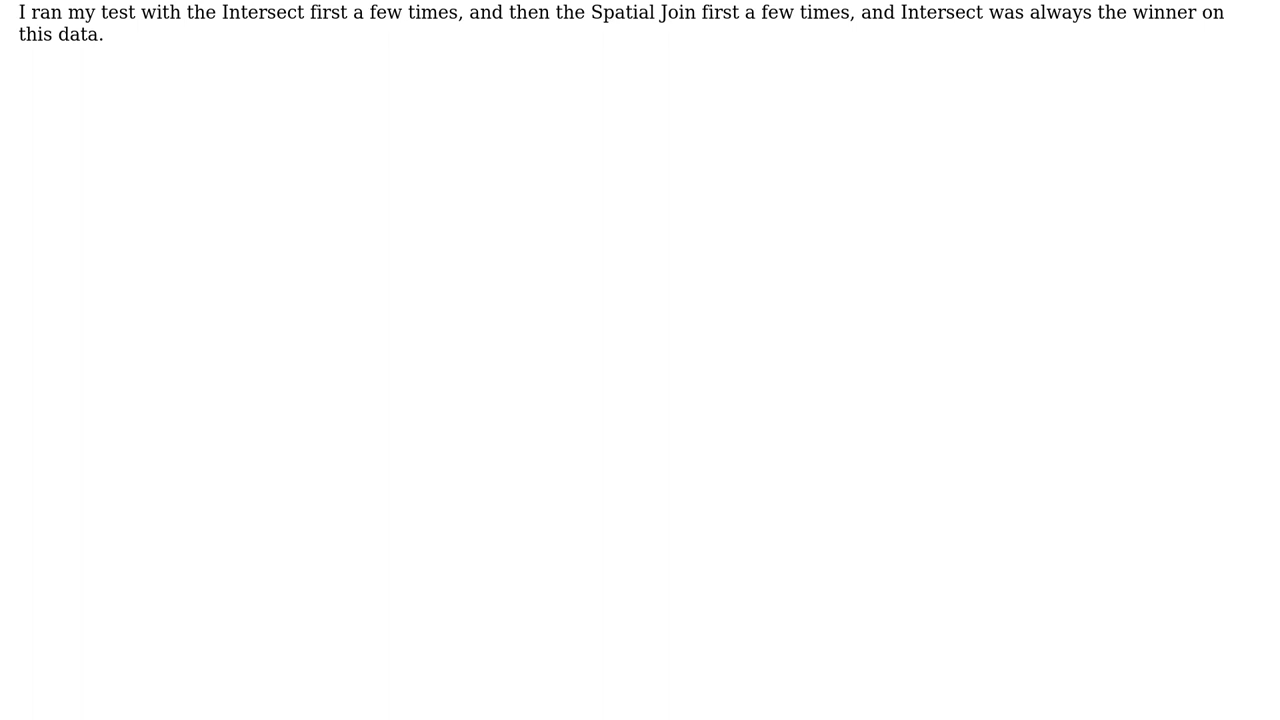 I ran my test with the Intersect first a few times, and then the Spatial Join first a few times, and Intersect was always the winner on
this data.